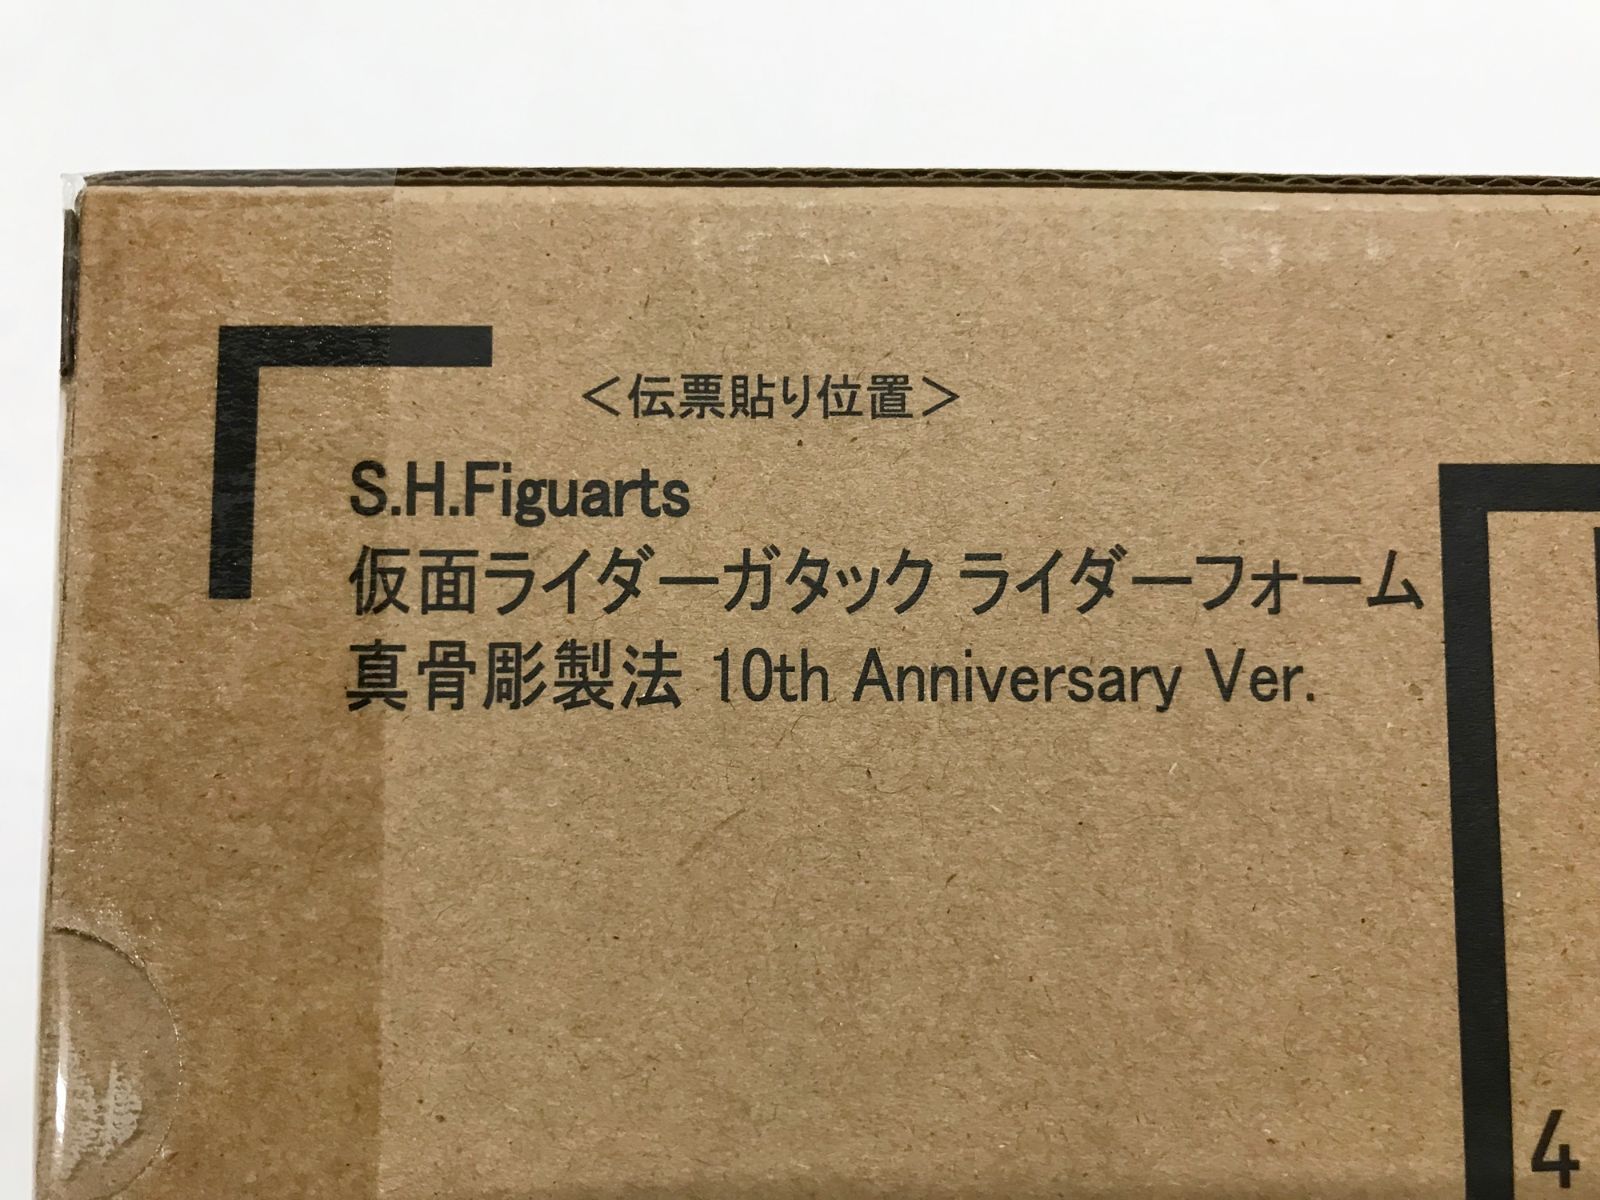 ＜伝票貼り位置＞
S.H.Figuarts
仮面ライダーガタック ライダーフォーム
真骨彫製法 10th Anniversary Ver.
4